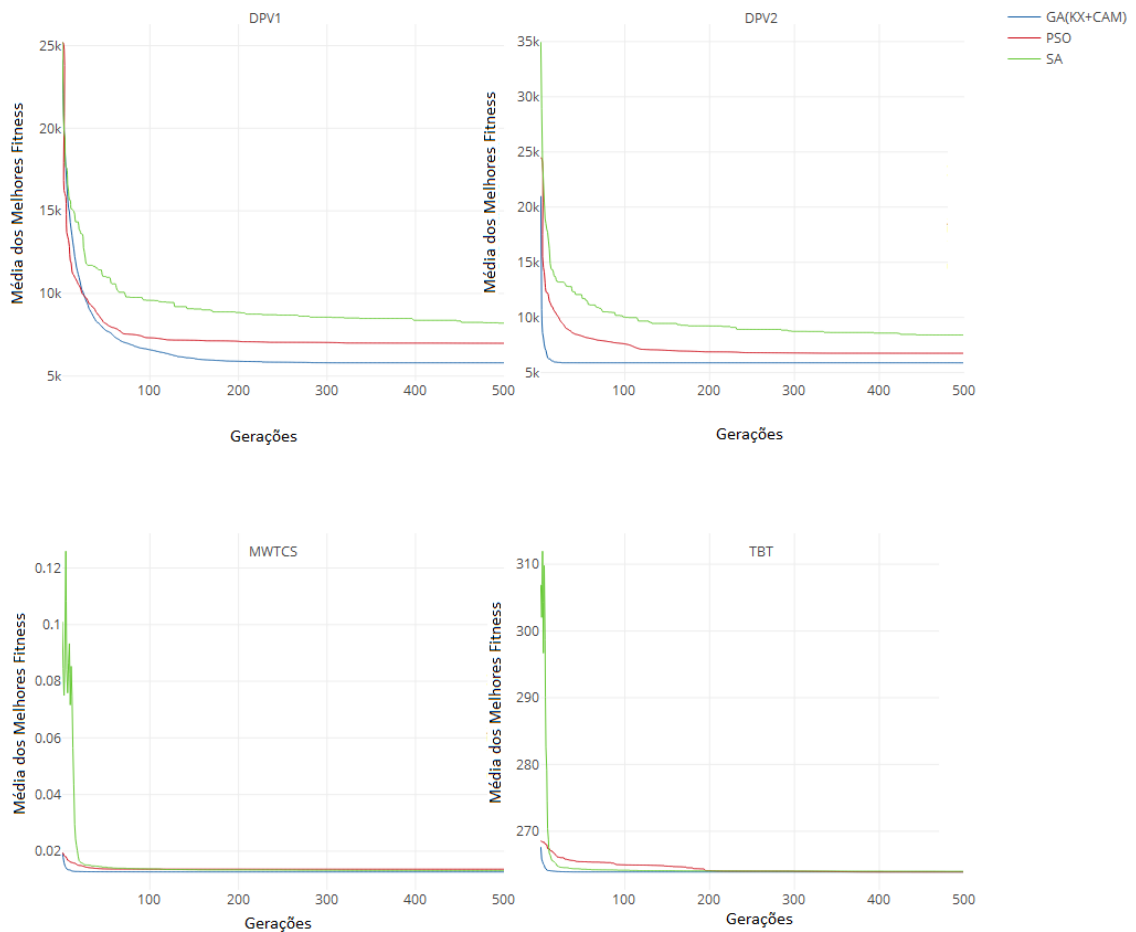 DPV1
Média dos Melhores Fitness
25k
20k
15k
10k
5k
100 200 300 400 500
Gerações
DPV2
Média dos Melhores Fitness
35k
30k
25k
20k
15k
10k
5k
100 200 300 400 500
Gerações
GA(KX+CAM)
PSO
SA
MWTCS
Média dos Melhores Fitness
0.12
0.1
0.08
0.06
0.04
0.02
100 200 300 400 500
Gerações
TBT
Média dos Melhores Fitness
310
300
290
280
270
100 200 300 400 500
Gerações